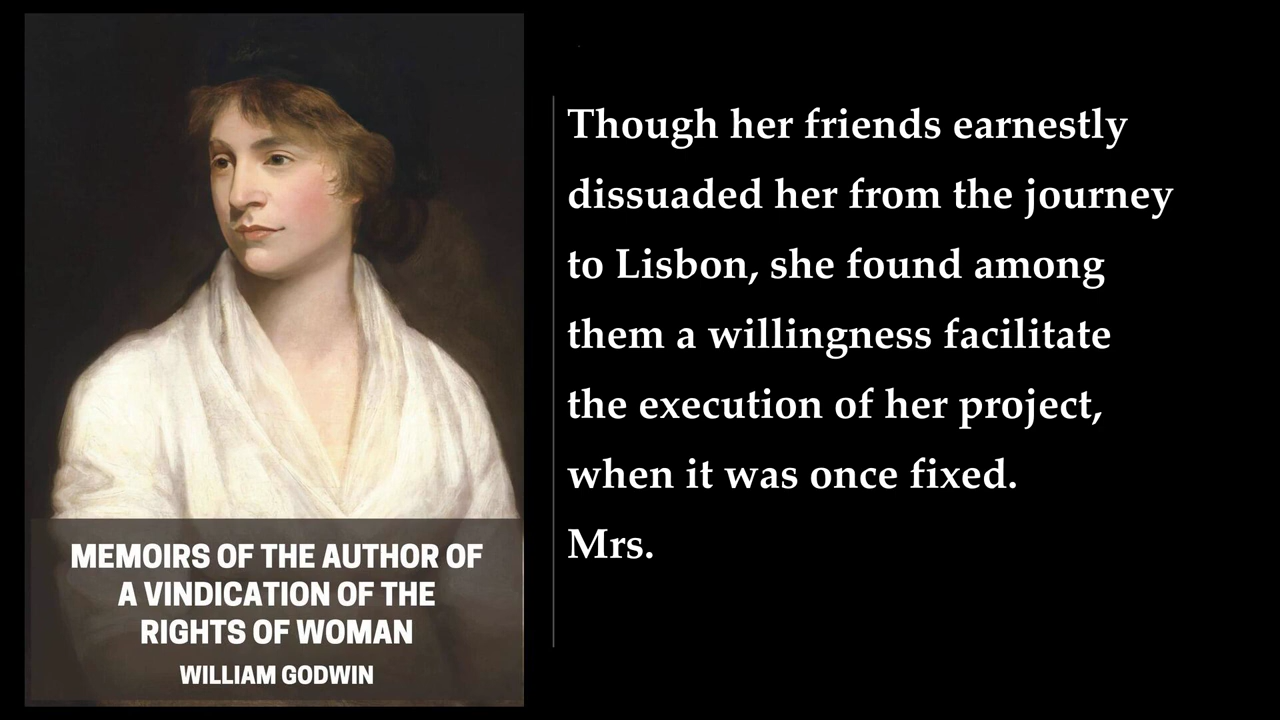 Though her friends earnestly
dissuaded her from the journey
to Lisbon, she found among
them a willingness facilitate
the execution of her project,
when it was once fixed.
Mrs.
MEMOIRS OF THE AUTHOR OF
A VINDICATION OF THE
RIGHTS OF WOMAN
WILLIAM GODWIN